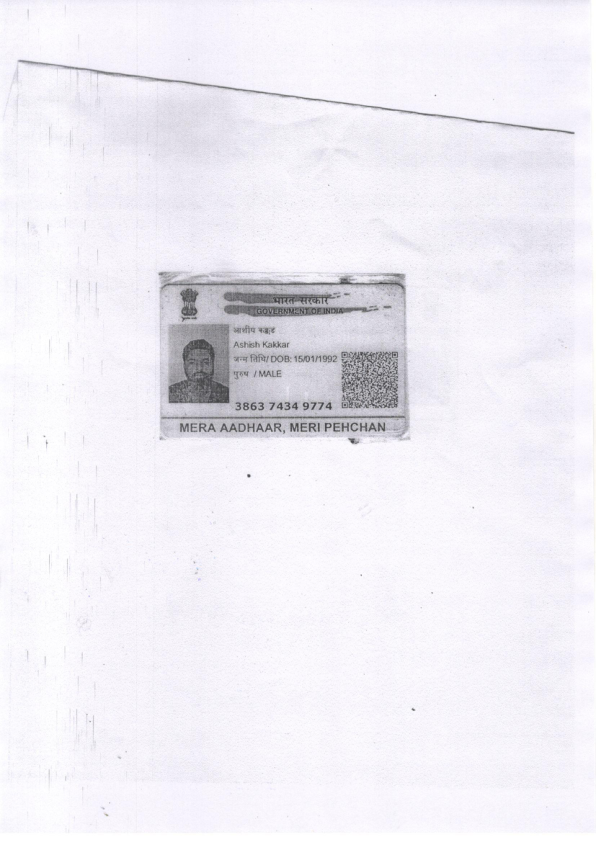 भारत सरकार
GOVERNMENT OF INDIA
आशीष कक्कड़
Ashish Kakkar
जन्म तिथि/ DOB: 15/01/1992
पुरुष / MALE
3863 7434 9774
MERA AADHAAR, MERI PEHCHAN